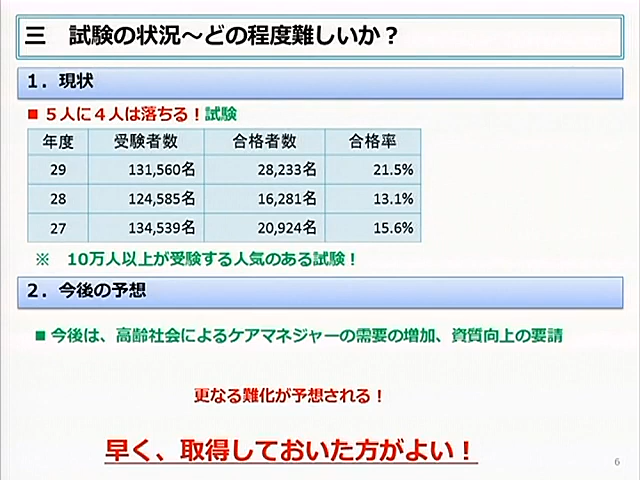 三 試験の状況～どの程度難しいか？
１．現状
■ ５人に４人は落ちる！試験
年度 受験者数 合格者数 合格率
29 131,560名 28,233名 21.5%
28 124,585名 16,281名 13.1%
27 134,539名 20,924名 15.6%
※ 10万人以上が受験する人気のある試験！
２．今後の予想
■ 今後は、高齢社会によるケアマネジャーの需要の増加、資質向上の要請
更なる難化が予想される！
早く、取得しておいた方がよい！
6